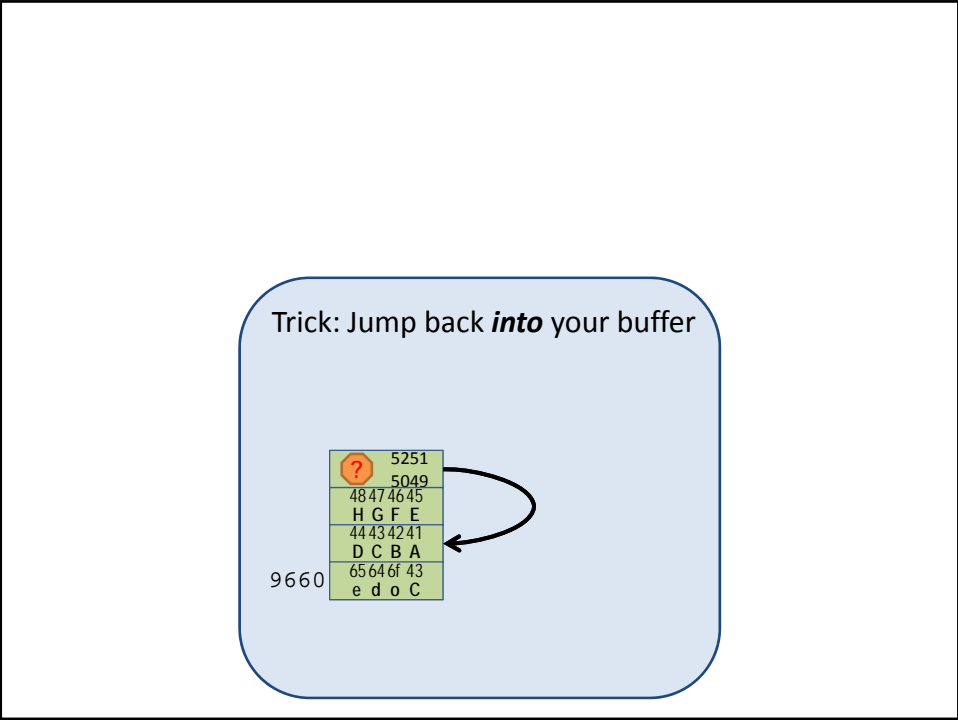 Trick: Jump back into your buffer
? 5251
5049
48 47 46 45
H G F E
44 43 42 41
D C B A
9660
65 64 6f 43
e d o C